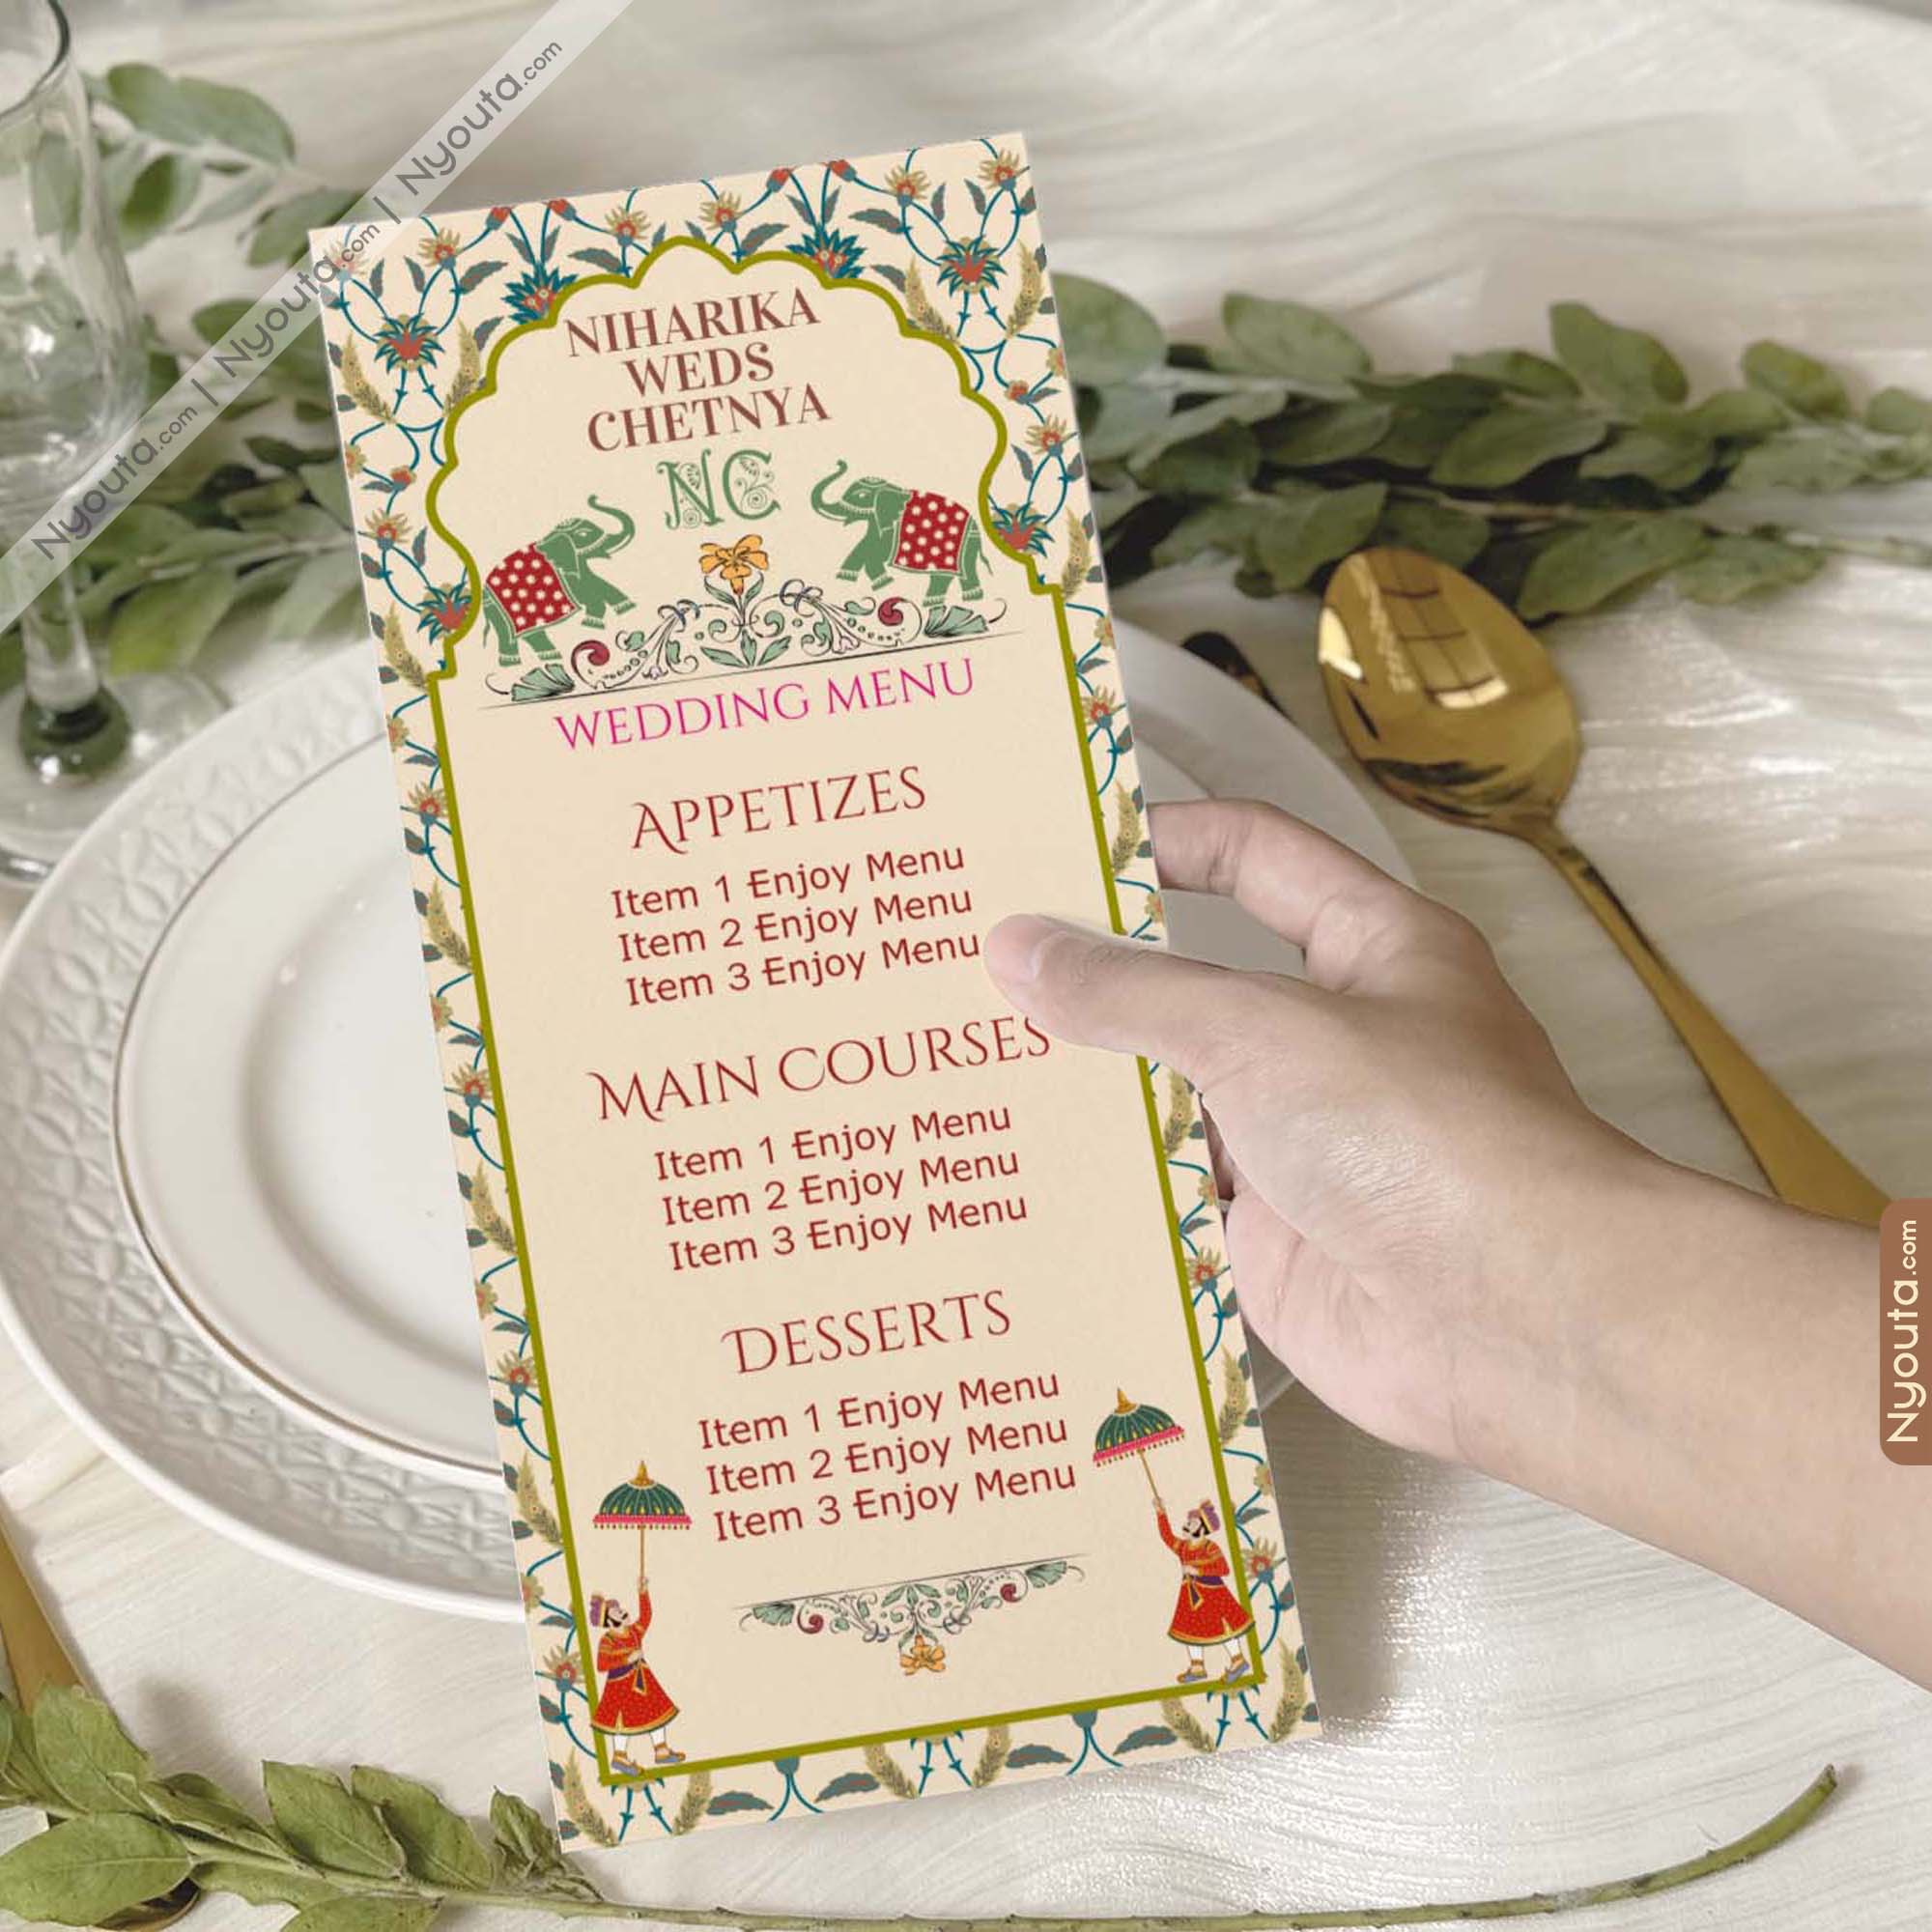 Nyouta.com | Nyouta.com | Nyouta.com
NIHARIKA
WEDS
CHETNYA
NC
WEDDING MENU
APPETIZES
Item 1 Enjoy Menu
Item 2 Enjoy Menu
Item 3 Enjoy Menu
MAIN COURSES
Item 1 Enjoy Menu
Item 2 Enjoy Menu
Item 3 Enjoy Menu
DESSERTS
Item 1 Enjoy Menu
Item 2 Enjoy Menu
Item 3 Enjoy Menu
Nyouta.com